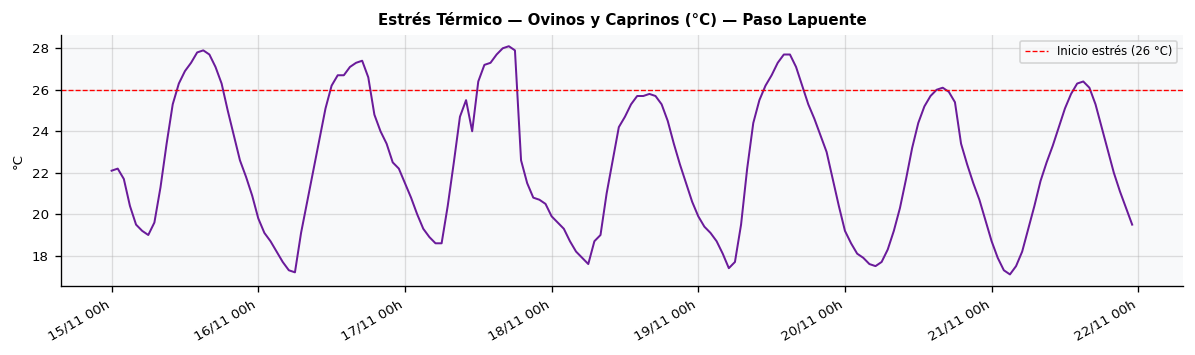 Estrés Térmico — Ovinos y Caprinos (°C) — Paso Lapuente
Inicio estrés (26 °C)
°C
28
26
24
22
20
18
15/11 00h
16/11 00h
17/11 00h
18/11 00h
19/11 00h
20/11 00h
21/11 00h
22/11 00h